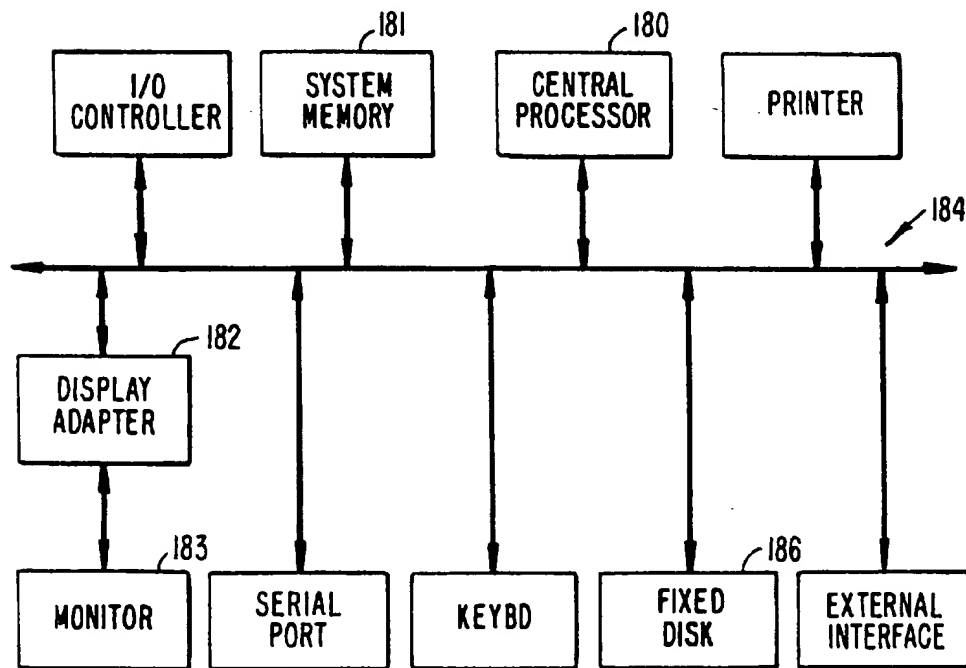 181
180
I/O
CONTROLLER
SYSTEM
MEMORY
CENTRAL
PROCESSOR
PRINTER
184
182
DISPLAY
ADAPTER
183
186
MONITOR
SERIAL
PORT
KEYBD
FIXED
DISK
EXTERNAL
INTERFACE